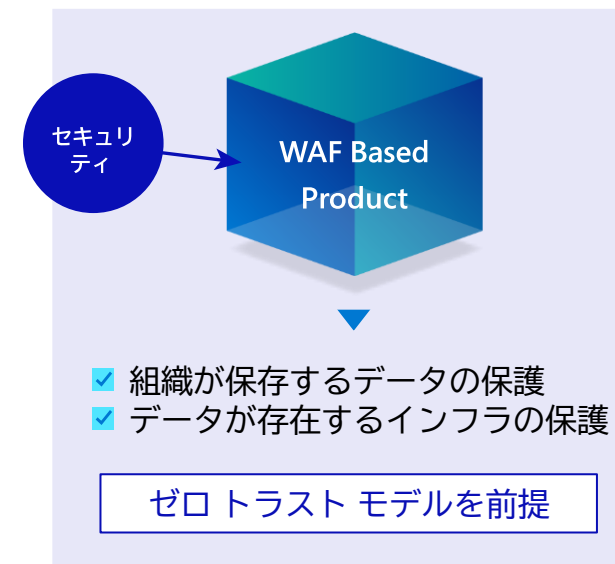 セキュリ
ティ
WAF Based
Product
組織が保存するデータの保護
データが存在するインフラの保護
ゼロ トラスト モデルを前提